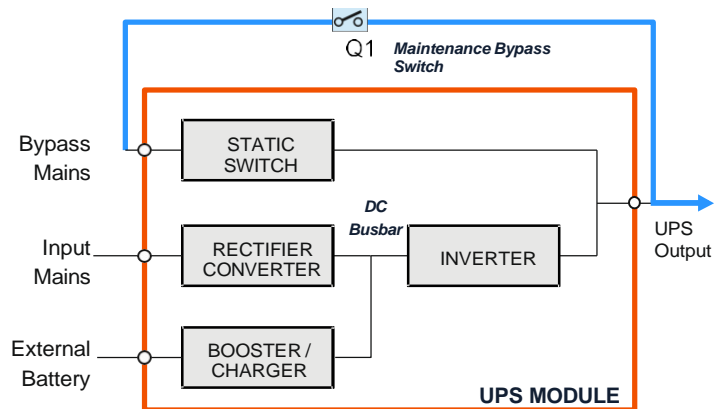 Q1
Maintenance Bypass
Switch
Bypass
Mains
STATIC
SWITCH
DC
Busbar
Input
Mains
RECTIFIER
CONVERTER
INVERTER
UPS
Output
External
Battery
BOOSTER /
CHARGER
UPS MODULE